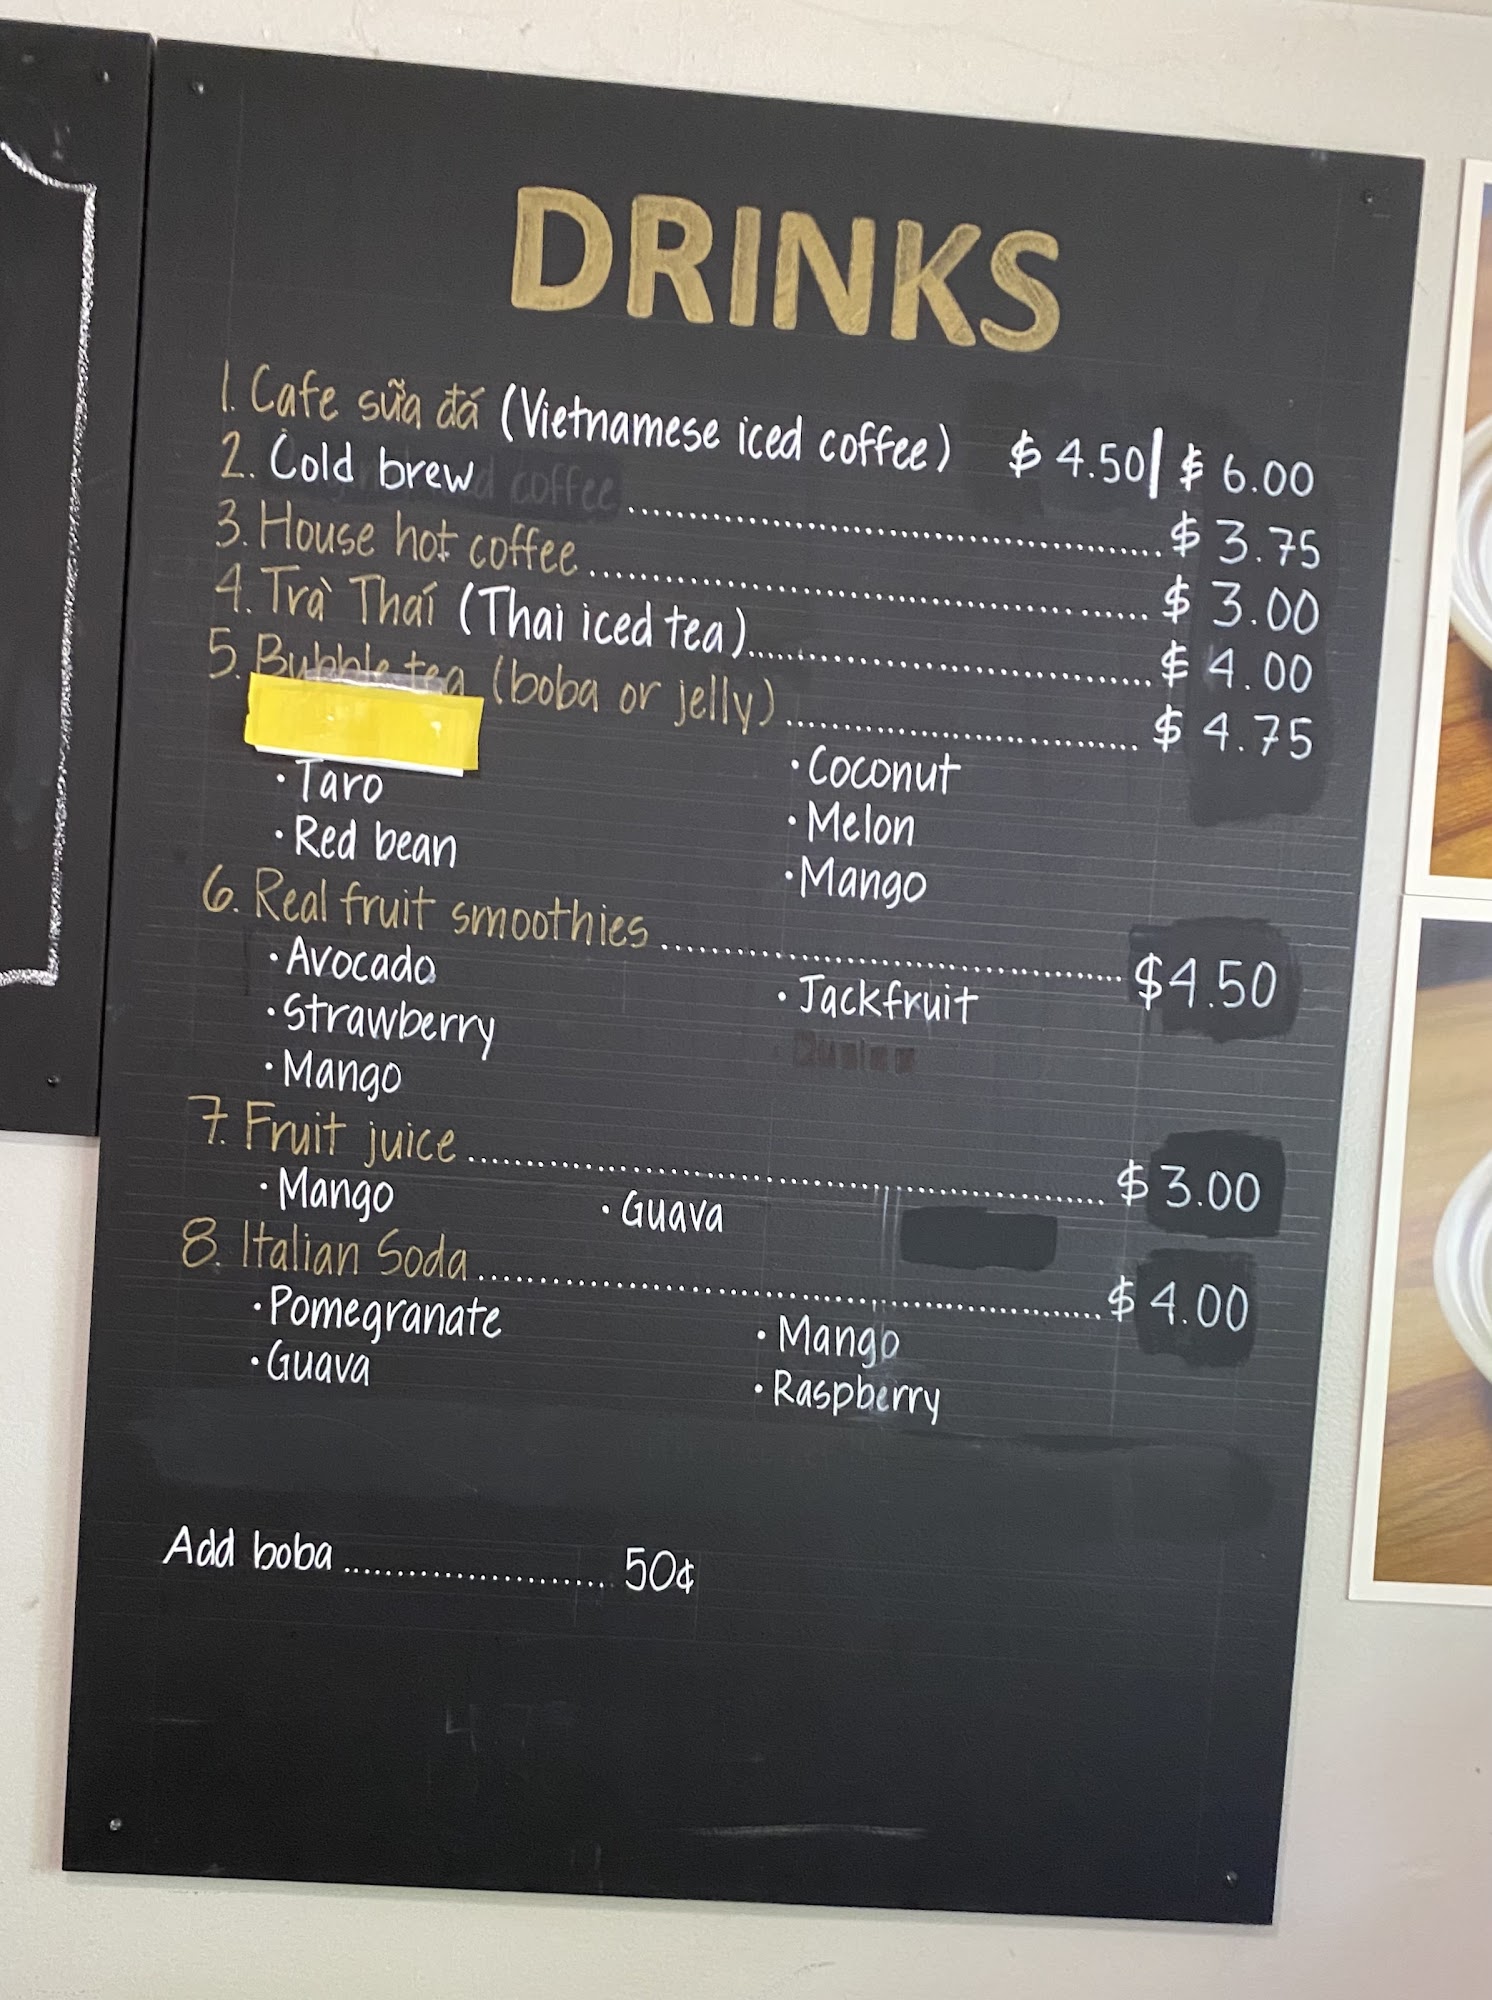 DRINKS
1. Cafe sữa đá (Vietnamese iced coffee) $ 4.50 | $ 6.00
2. Cold brew .......... $ 3.75
3. House hot coffee .......... $ 3.00
4. Trà Thái (Thai iced tea) .......... $ 4.00
5. Bubble tea (boba or jelly) .......... $ 4.75
• Taro
• Red bean
• Coconut
• Melon
• Mango
6. Real fruit smoothies .......... $4.50
• Avocado
• Strawberry
• Mango
• Jackfruit
7. Fruit juice .......... $ 3.00
• Mango • Guava
8. Italian Soda .......... $ 4.00
• Pomegranate
• Guava
• Mango
• Raspberry
Add boba .......... 50¢